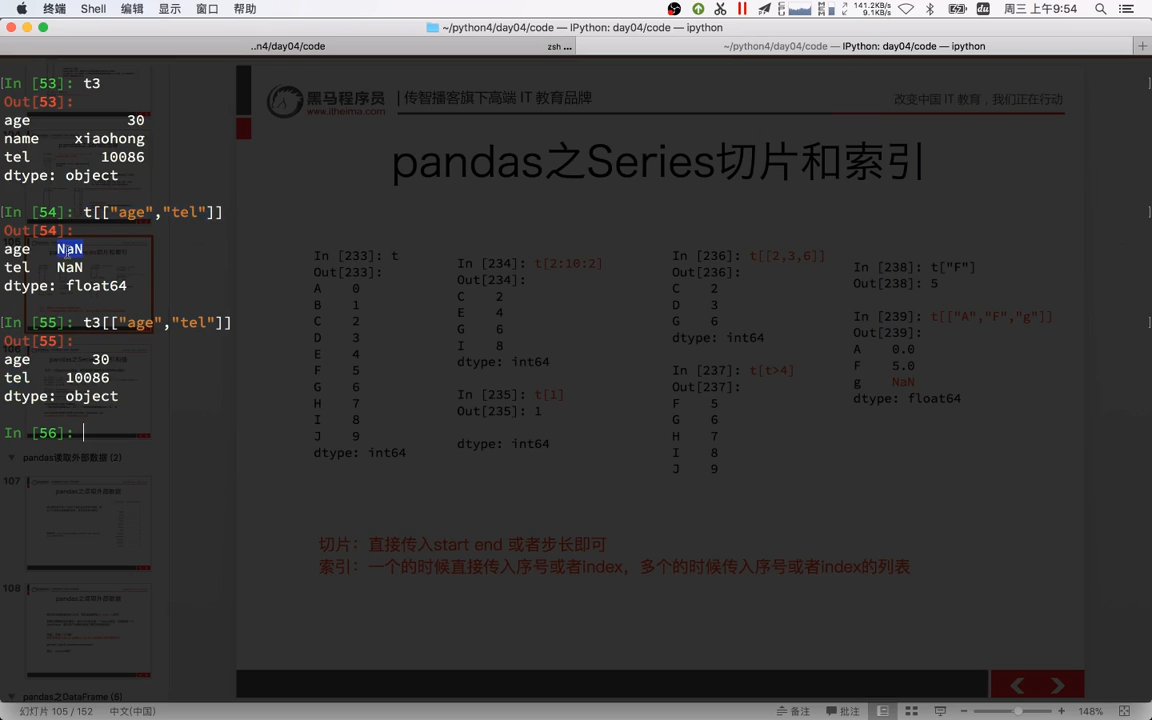 终端 Shell 编辑 显示 窗口 帮助
141.2KB/s
9.1KB/s
周三 上午9:54
~/python4/day04/code — IPython: day04/code — ipython
..n4/day04/code
zsh ...
~/python4/day04/code — IPython: day04/code — ipython
In [53]: t3
Out[53]:
age 30
name xiaohong
tel 10086
dtype: object
In [54]: t[["age","tel"]]
Out[54]:
age NaN
tel NaN
dtype: float64
In [55]: t3[["age","tel"]]
Out[55]:
age 30
tel 10086
dtype: object
In [56]:
pandas读取外部数据 (2)
107
108
pandas之DataFrame (5)
黑马程序员
www.itheima.com
传智播客旗下高端 IT 教育品牌
改变中国 IT 教育，我们正在行动
pandas之Series切片和索引
In [233]: t
Out[233]:
A 0
B 1
C 2
D 3
E 4
F 5
G 6
H 7
I 8
J 9
dtype: int64
In [234]: t[2:10:2]
Out[234]:
C 2
E 4
G 6
I 8
dtype: int64
In [235]: t[1]
Out[235]: 1
dtype: int64
In [236]: t[[2,3,6]]
Out[236]:
C 2
D 3
G 6
dtype: int64
In [237]: t[t>4]
Out[237]:
F 5
G 6
H 7
I 8
J 9
In [238]: t["F"]
Out[238]: 5
In [239]: t[["A","F","g"]]
Out[239]:
A 0.0
F 5.0
g NaN
dtype: float64
切片：直接传入start end 或者步长即可
索引：一个的时候直接传入序号或者index，多个的时候传入序号或者index的列表
幻灯片 105 / 152 中文(中国)
备注 批注 148%